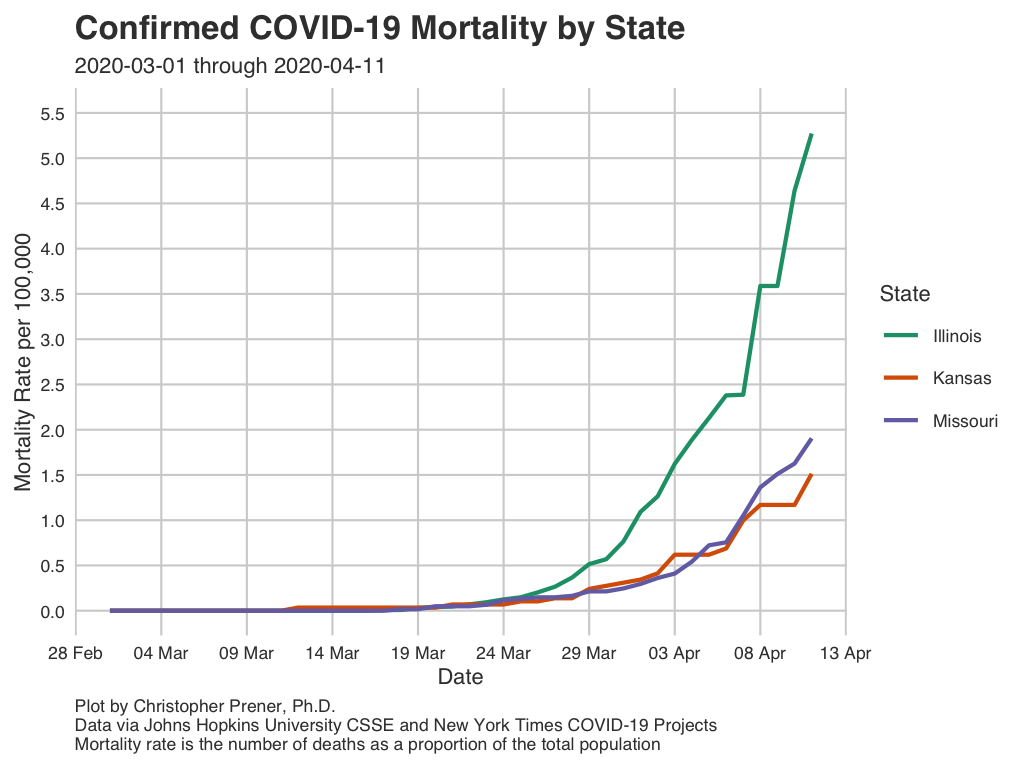 Confirmed COVID-19 Mortality by State
2020-03-01 through 2020-04-11
Mortality Rate per 100,000
5.5
5.0
4.5
4.0
3.5
3.0
2.5
2.0
1.5
1.0
0.5
0.0
28 Feb 04 Mar 09 Mar 14 Mar 19 Mar 24 Mar 29 Mar 03 Apr 08 Apr 13 Apr
Date
State
Illinois
Kansas
Missouri
Plot by Christopher Prener, Ph.D.
Data via Johns Hopkins University CSSE and New York Times COVID-19 Projects
Mortality rate is the number of deaths as a proportion of the total population